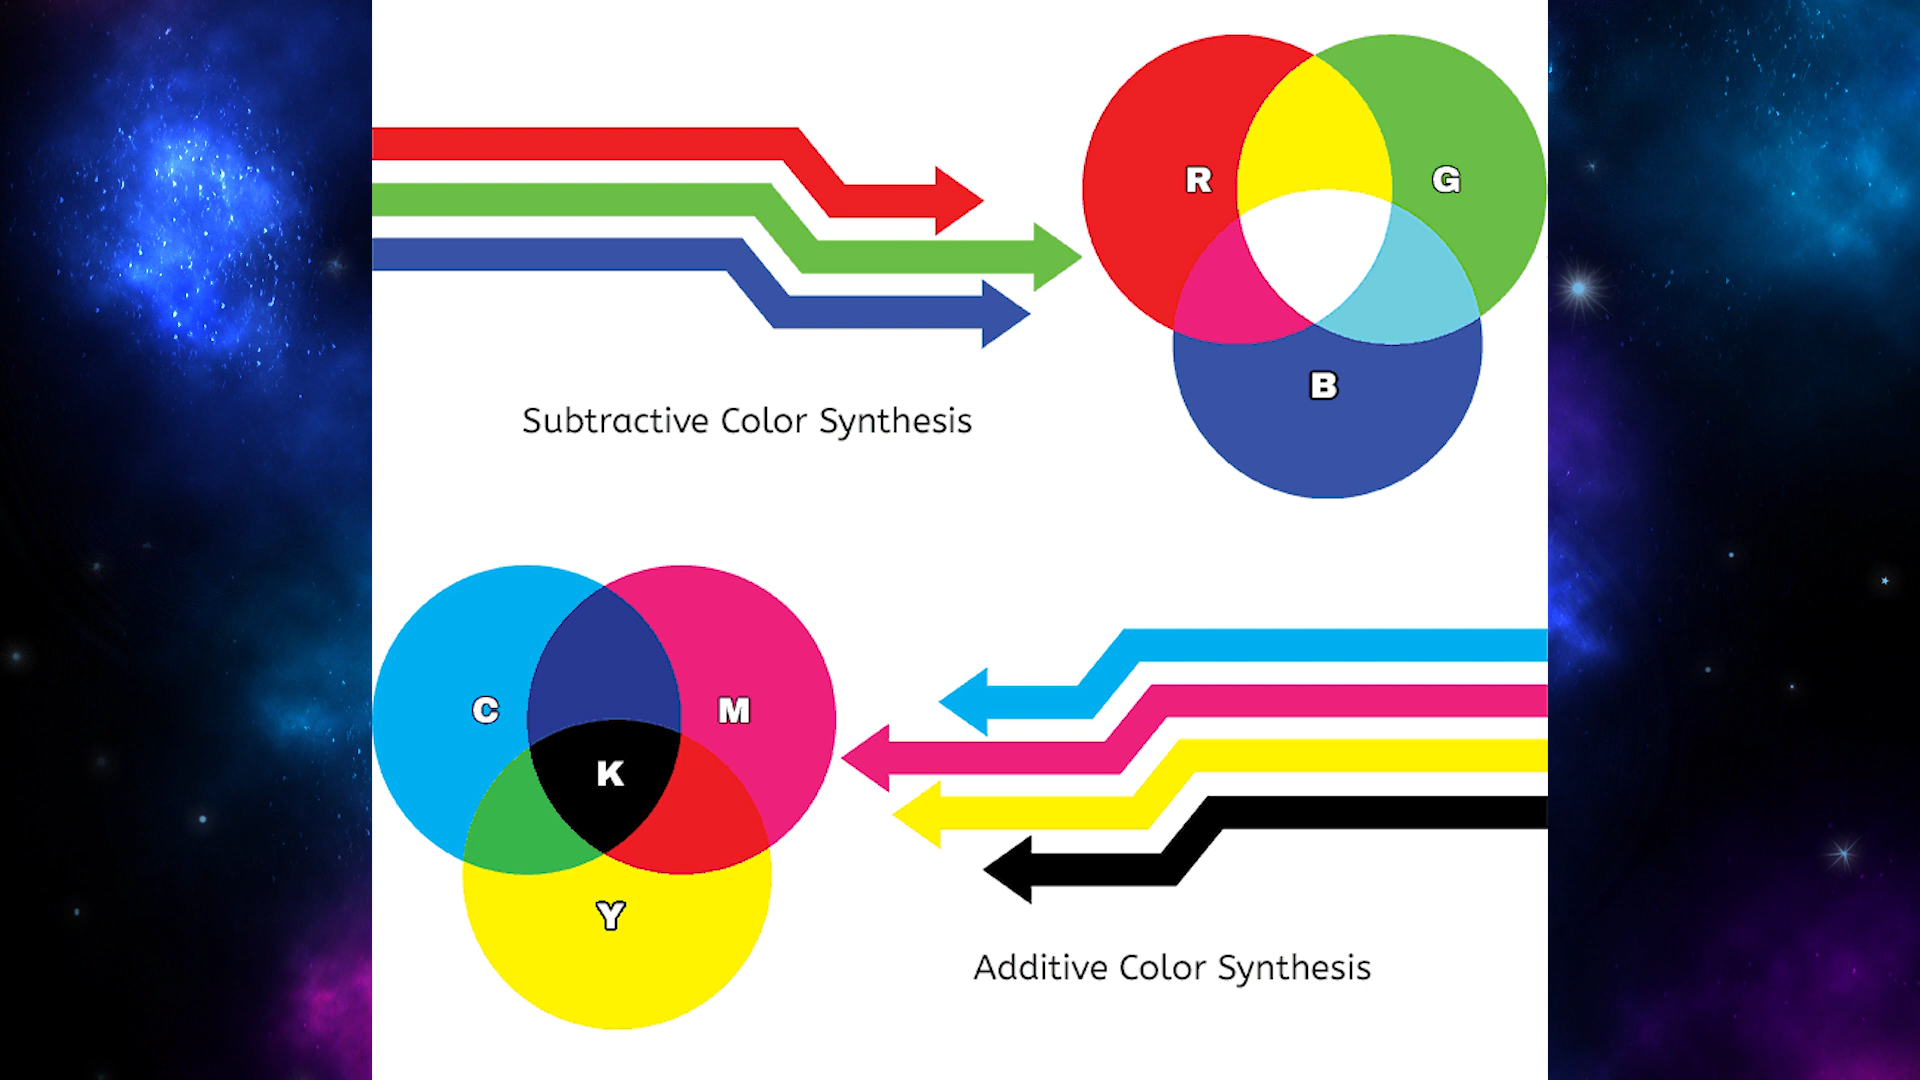 R
G
B
Subtractive Color Synthesis
C
M
K
Y
Additive Color Synthesis